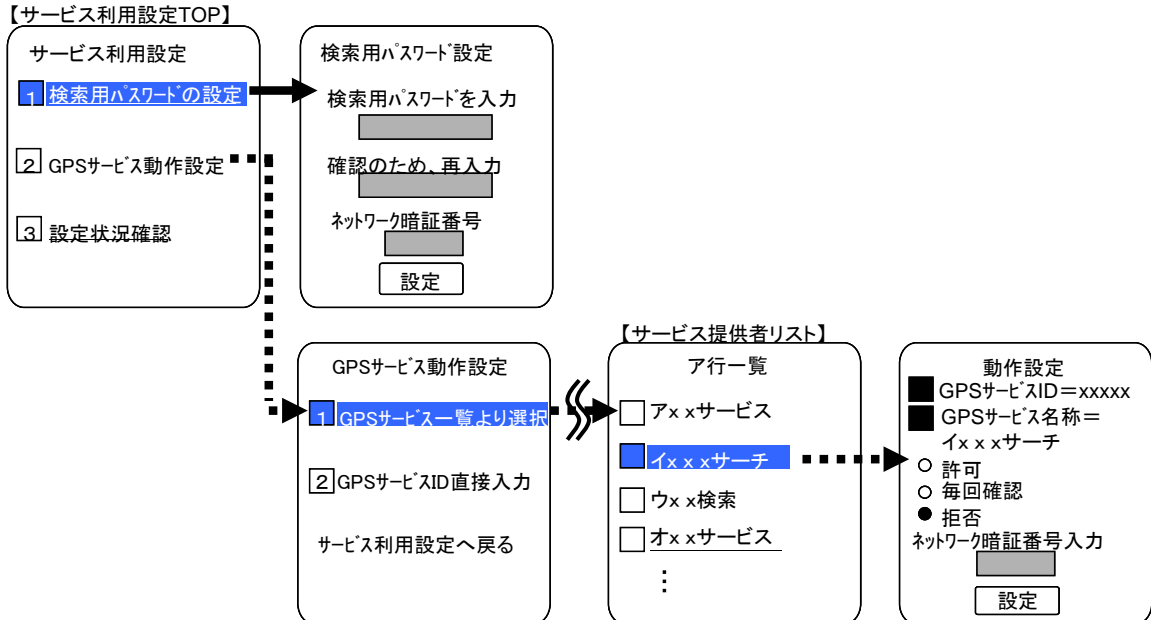 【サービス利用設定TOP】
サービス利用設定
1 検索用パスワードの設定
2 GPSサービス動作設定
3 設定状況確認
検索用パスワード設定
検索用パスワードを入力
確認のため、再入力
ネットワーク暗証番号
設定
GPSサービス動作設定
1 GPSサービス一覧より選択
2 GPSサービスID直接入力
サービス利用設定へ戻る
【サービス提供者リスト】
ア行一覧
アxxサービス
イxxxサーチ
ウxx検索
オxxサービス
⋮
動作設定
GPSサービスID=xxxxx
GPSサービス名称=
イxxxサーチ
許可
毎回確認
拒否
ネットワーク暗証番号入力
設定